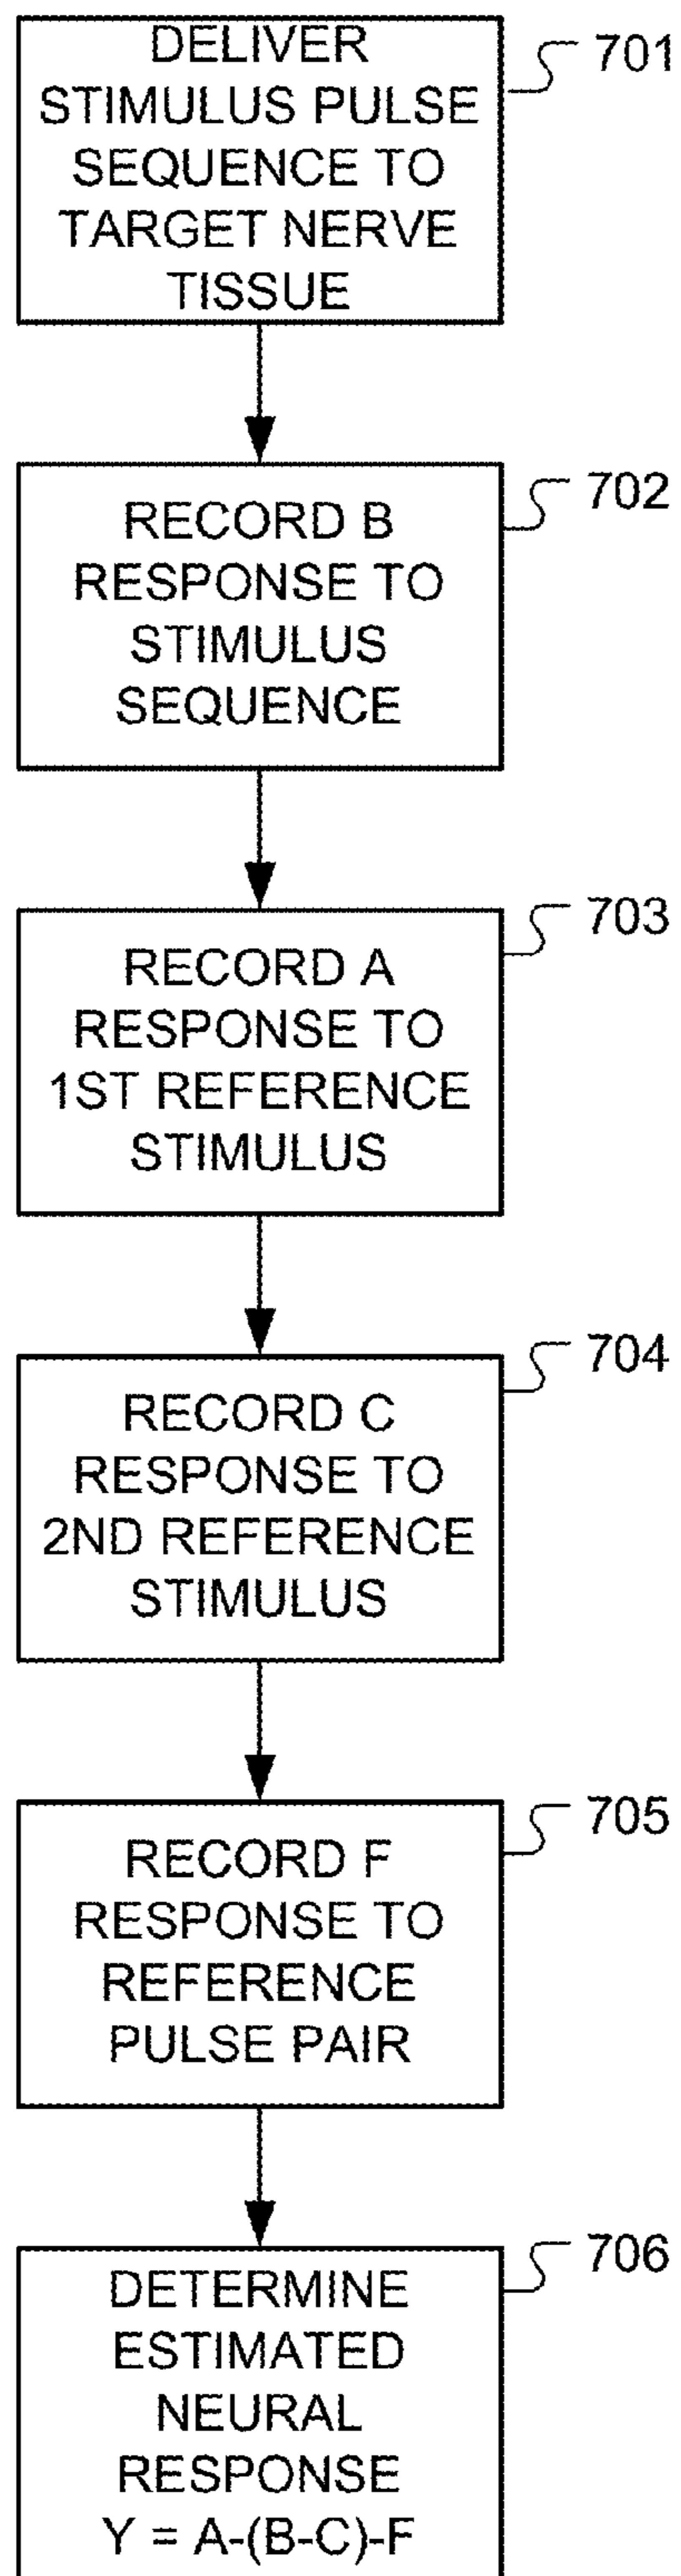 DELIVER
STIMULUS PULSE
SEQUENCE TO
TARGET NERVE
TISSUE
701
RECORD B
RESPONSE TO
STIMULUS
SEQUENCE
702
RECORD A
RESPONSE TO
1ST REFERENCE
STIMULUS
703
RECORD C
RESPONSE TO
2ND REFERENCE
STIMULUS
704
RECORD F
RESPONSE TO
REFERENCE
PULSE PAIR
705
DETERMINE
ESTIMATED
NEURAL
RESPONSE
Y = A-(B-C)-F
706